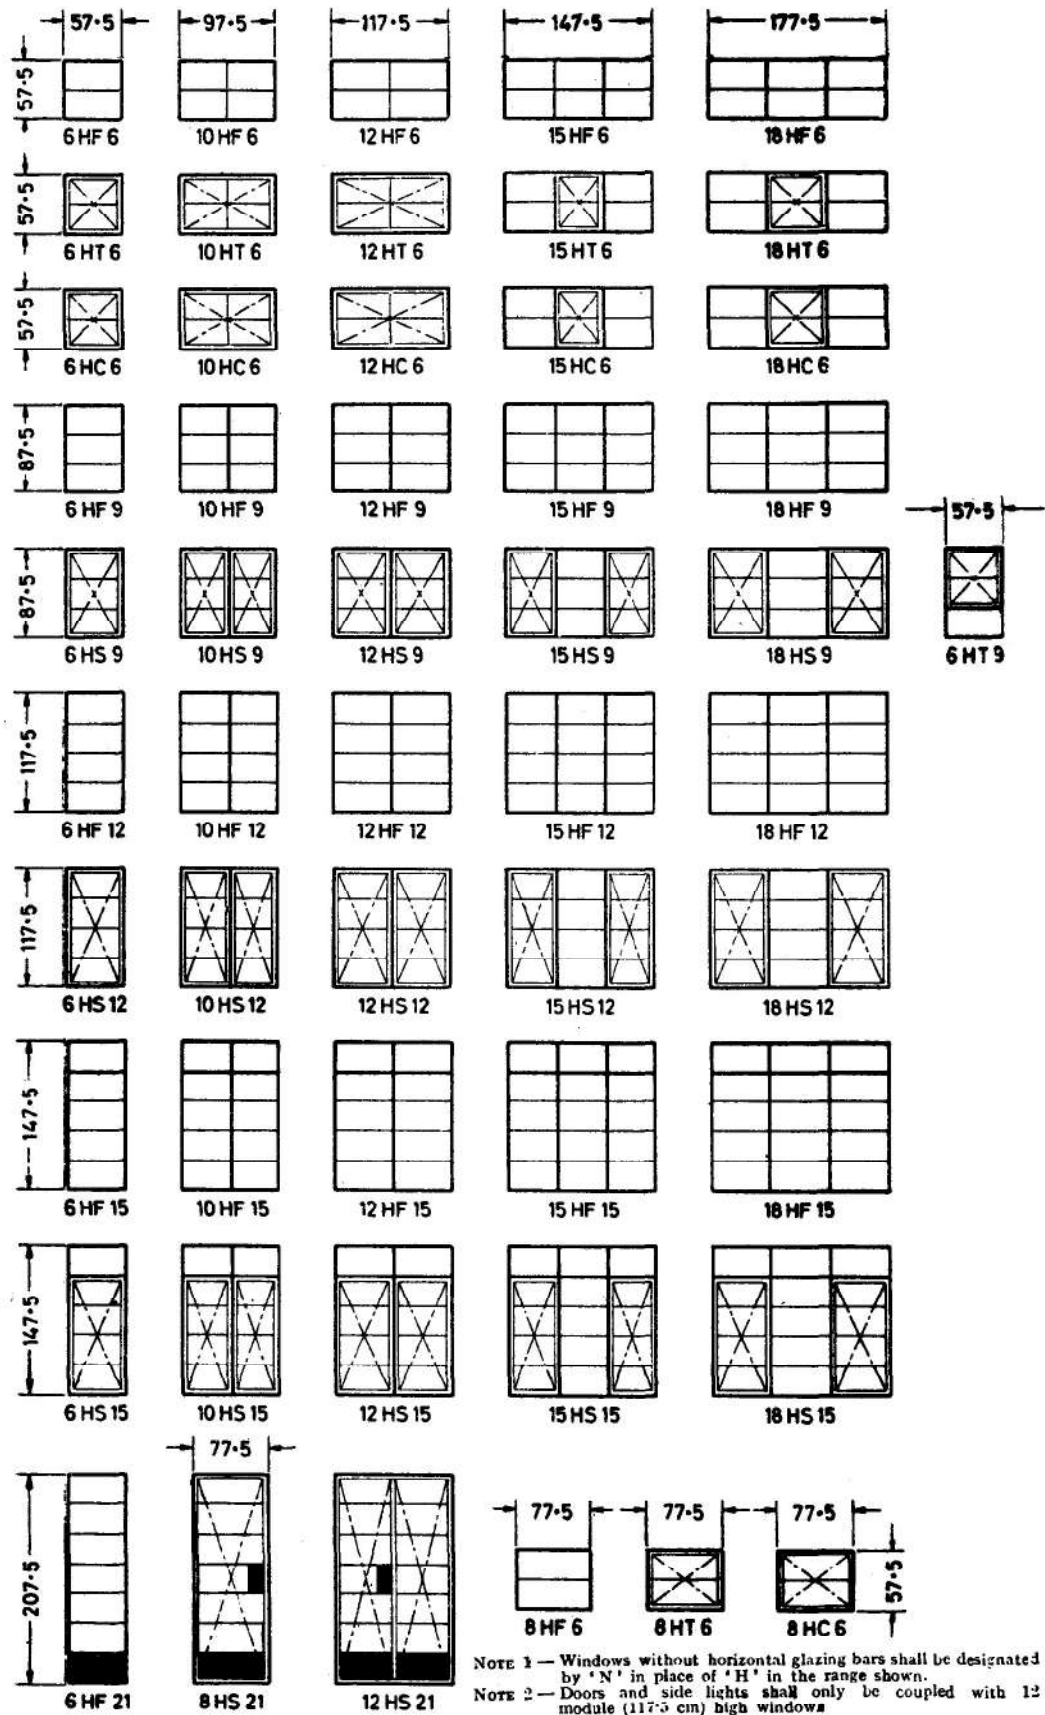 57·5 97·5 117·5 147·5 177·5
57·5
6 HF 6 10 HF 6 12 HF 6 15 HF 6 18 HF 6
57·5
6 HT 6 10 HT 6 12 HT 6 15 HT 6 18 HT 6
57·5
6 HC 6 10 HC 6 12 HC 6 15 HC 6 18 HC 6
87·5
6 HF 9 10 HF 9 12 HF 9 15 HF 9 18 HF 9
57·5
87·5
6 HS 9 10 HS 9 12 HS 9 15 HS 9 18 HS 9 6 HT 9
117·5
6 HF 12 10 HF 12 12 HF 12 15 HF 12 18 HF 12
117·5
6 HS 12 10 HS 12 12 HS 12 15 HS 12 18 HS 12
147·5
6 HF 15 10 HF 15 12 HF 15 15 HF 15 18 HF 15
147·5
6 HS 15 10 HS 15 12 HS 15 15 HS 15 18 HS 15
77·5
207·5
77·5 77·5 77·5
57·5
8 HF 6 8 HT 6 8 HC 6
6 HF 21 8 HS 21 12 HS 21
NOTE 1 — Windows without horizontal glazing bars shall be designated
by ‘N’ in place of ‘H’ in the range shown.
NOTE 2 — Doors and side lights shall only be coupled with 12
module (117·5 cm) high windows